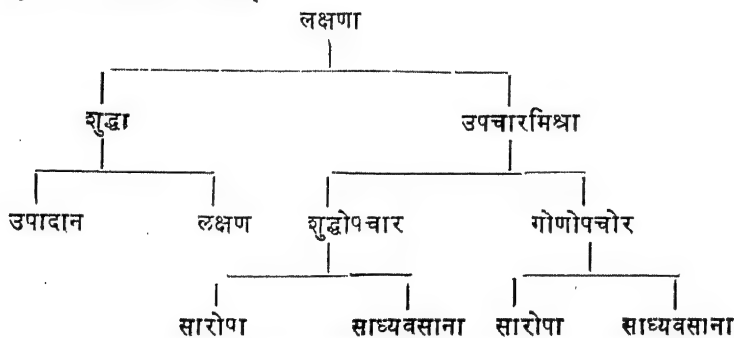 लक्षणा
शुद्धा उपचारमिश्रा
उपादान लक्षण शुद्धोपचार गोणोपचोर
सारोपा साध्यवसाना सारोपा साध्यवसाना